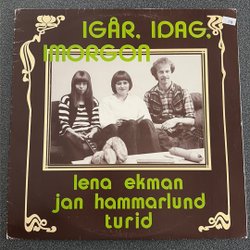 IGÅR, IDAG,
IMORGON
lena ekman
jan hammarlund
turid